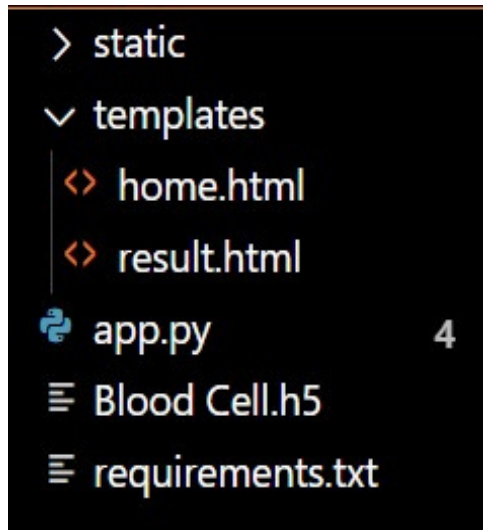 static
templates
home.html
result.html
app.py 4
Blood Cell.h5
requirements.txt